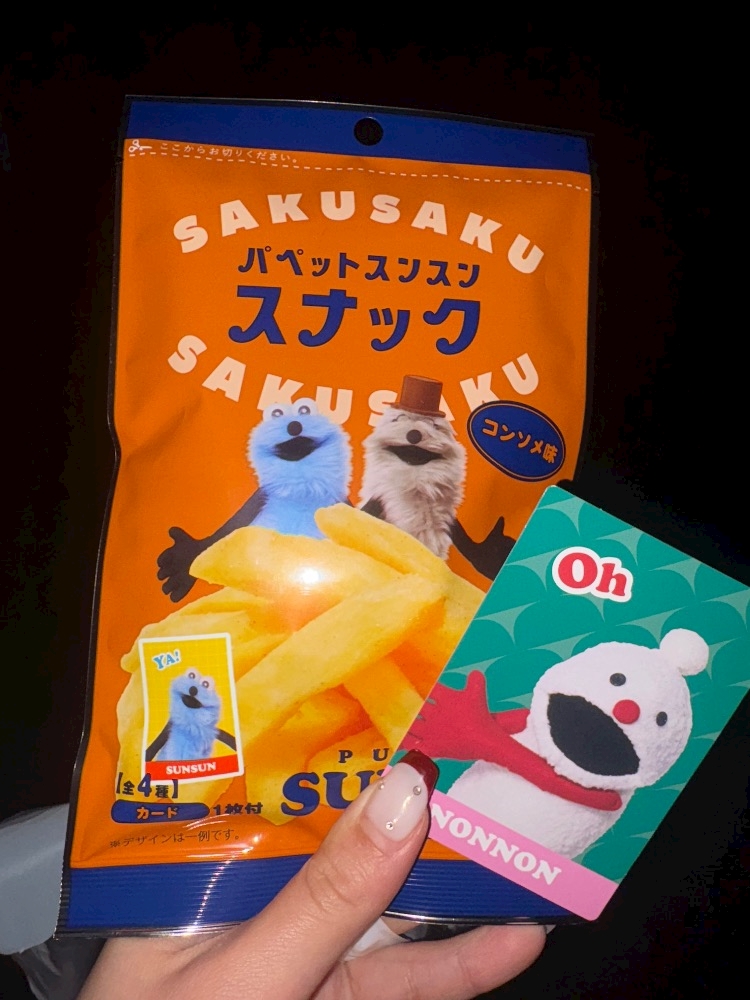 ここからお切りください。
SAKUSAKU
パペットスンスン
スナック
SAKUSAKU
コンソメ味
Oh
YA!
SUNSUN
【全4種】
カード 1枚付
※デザインは一例です。
NONNON